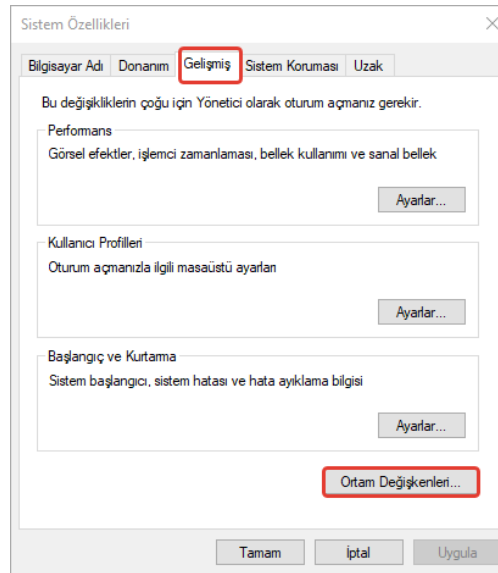 Sistem Özellikleri
Bilgisayar Adı Donanım Gelişmiş Sistem Koruması Uzak
Bu değişikliklerin çoğu için Yönetici olarak oturum açmanız gerekir.
Performans
Görsel efektler, işlemci zamanlaması, bellek kullanımı ve sanal bellek
Ayarlar...
Kullanıcı Profilleri
Oturum açmanızla ilgili masaüstü ayarları
Ayarlar...
Başlangıç ve Kurtarma
Sistem başlangıcı, sistem hatası ve hata ayıklama bilgisi
Ayarlar...
Ortam Değişkenleri...
Tamam İptal Uygula